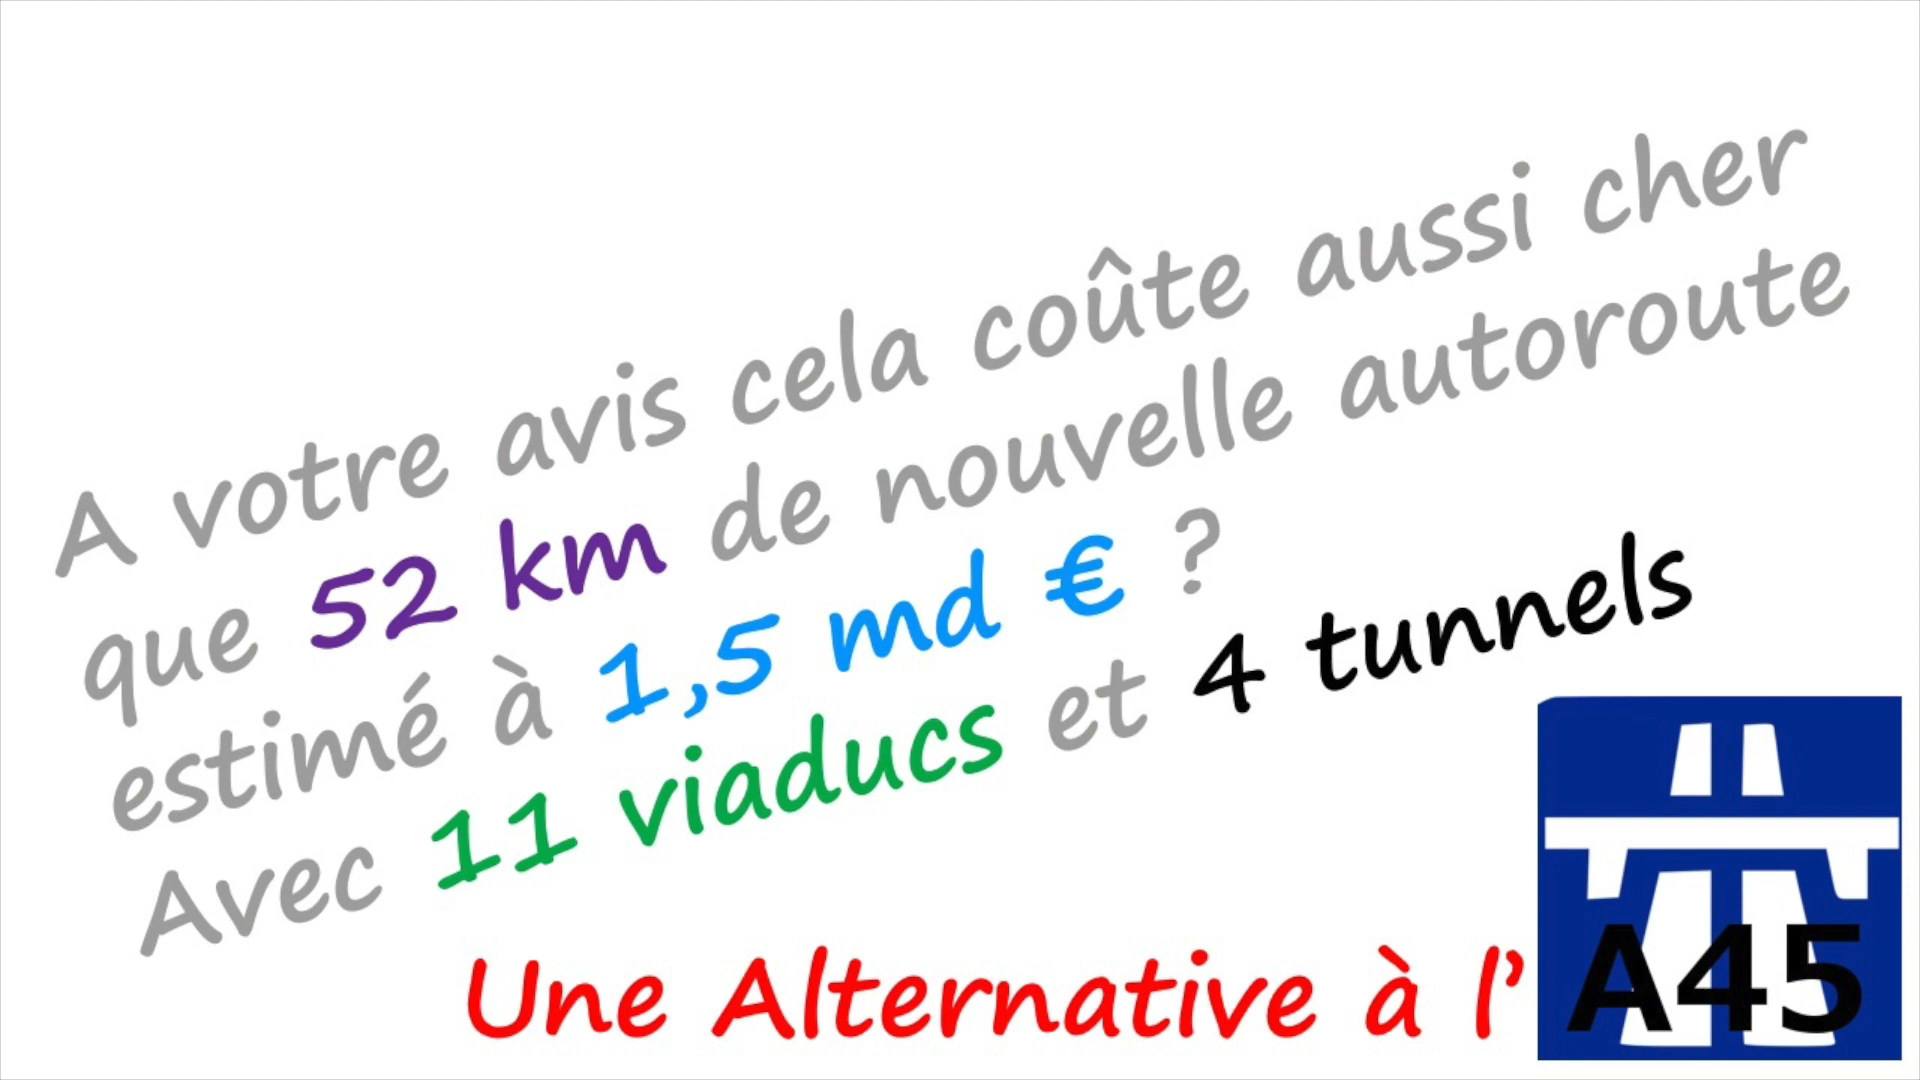 A votre avis cela coûte aussi cher
que 52 km de nouvelle autoroute
estimé à 1,5 md € ?
Avec 11 viaducs et 4 tunnels
Une Alternative à l’ A45